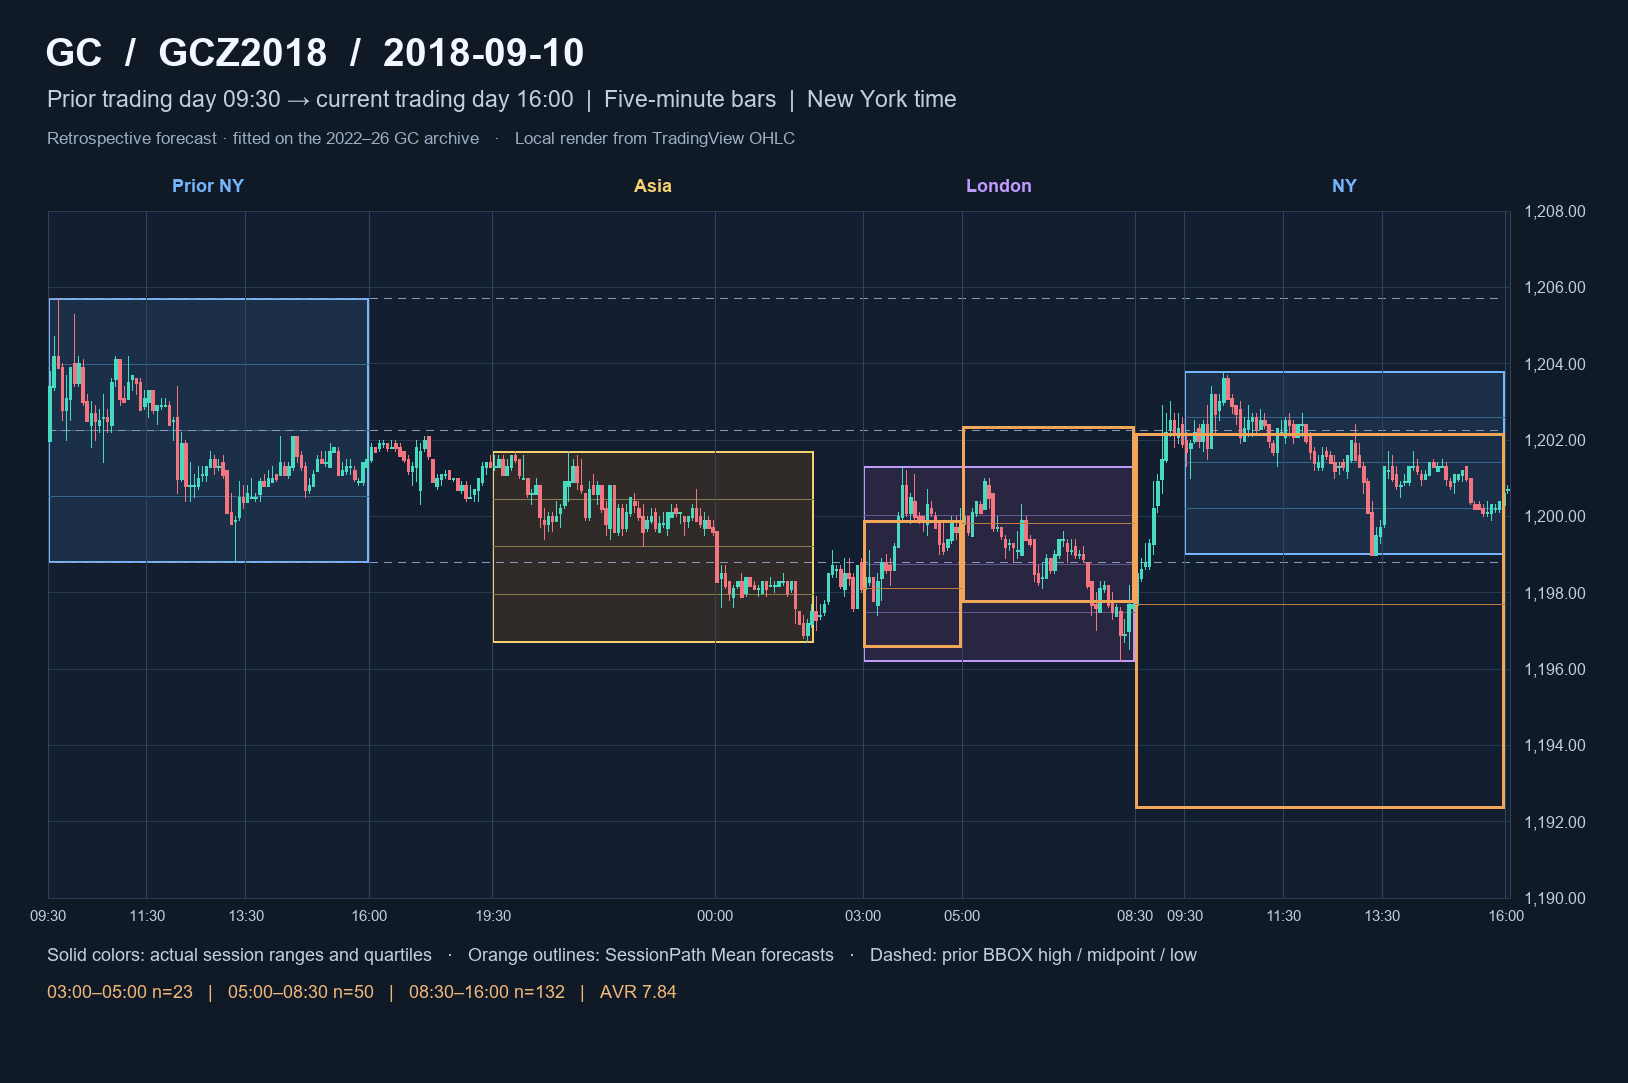 GC / GCZ2018 / 2018-09-10
Prior trading day 09:30 → current trading day 16:00 | Five-minute bars | New York time
Retrospective forecast · fitted on the 2022–26 GC archive · Local render from TradingView OHLC
Prior NY Asia London NY
1,208.00
1,206.00
1,204.00
1,202.00
1,200.00
1,198.00
1,196.00
1,194.00
1,192.00
1,190.00
09:30 11:30 13:30 16:00 19:30 00:00 03:00 05:00 08:30 09:30 11:30 13:30 16:00
Solid colors: actual session ranges and quartiles · Orange outlines: SessionPath Mean forecasts · Dashed: prior BBOX high / midpoint / low
03:00–05:00 n=23 | 05:00–08:30 n=50 | 08:30–16:00 n=132 | AVR 7.84